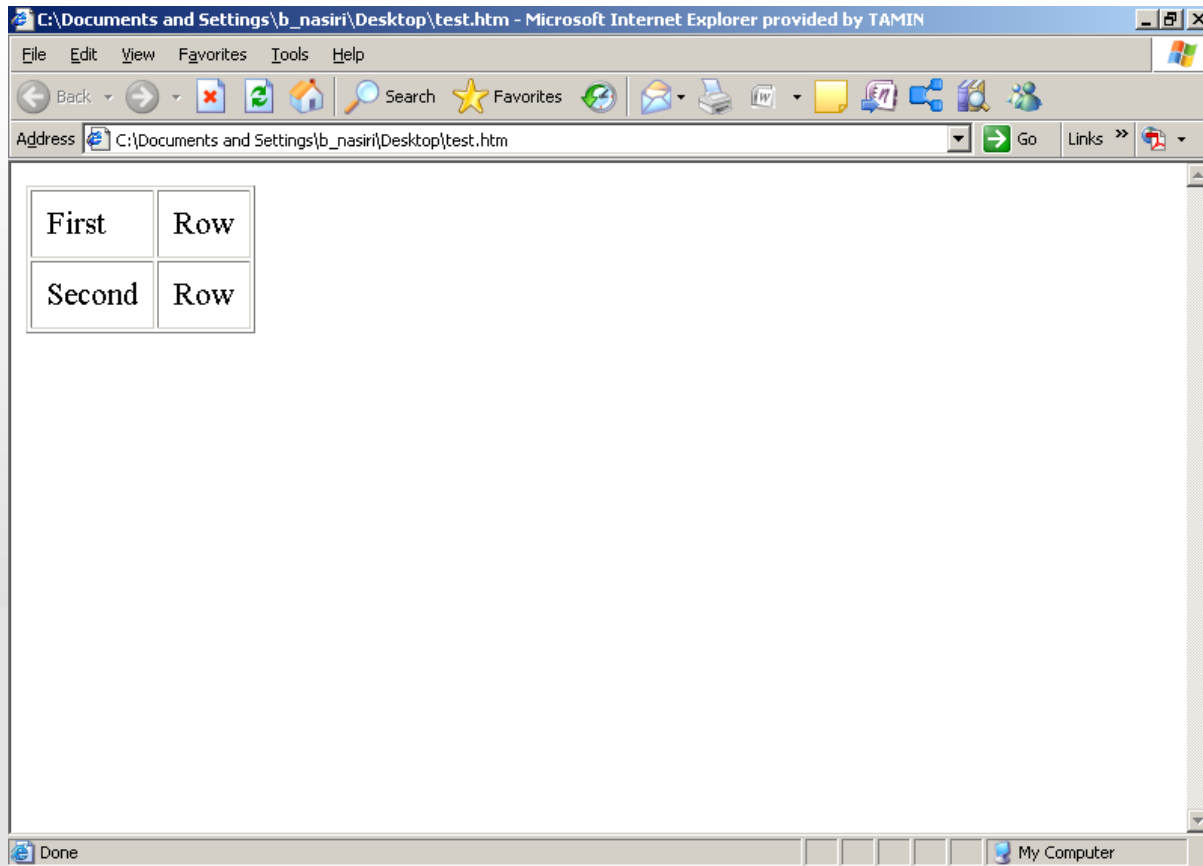 C:\Documents and Settings\b_nasiri\Desktop\test.htm - Microsoft Internet Explorer provided by TAMIN
File Edit View Favorites Tools Help
Back Search Favorites
Address C:\Documents and Settings\b_nasiri\Desktop\test.htm Go Links »
First Row
Second Row
Done My Computer